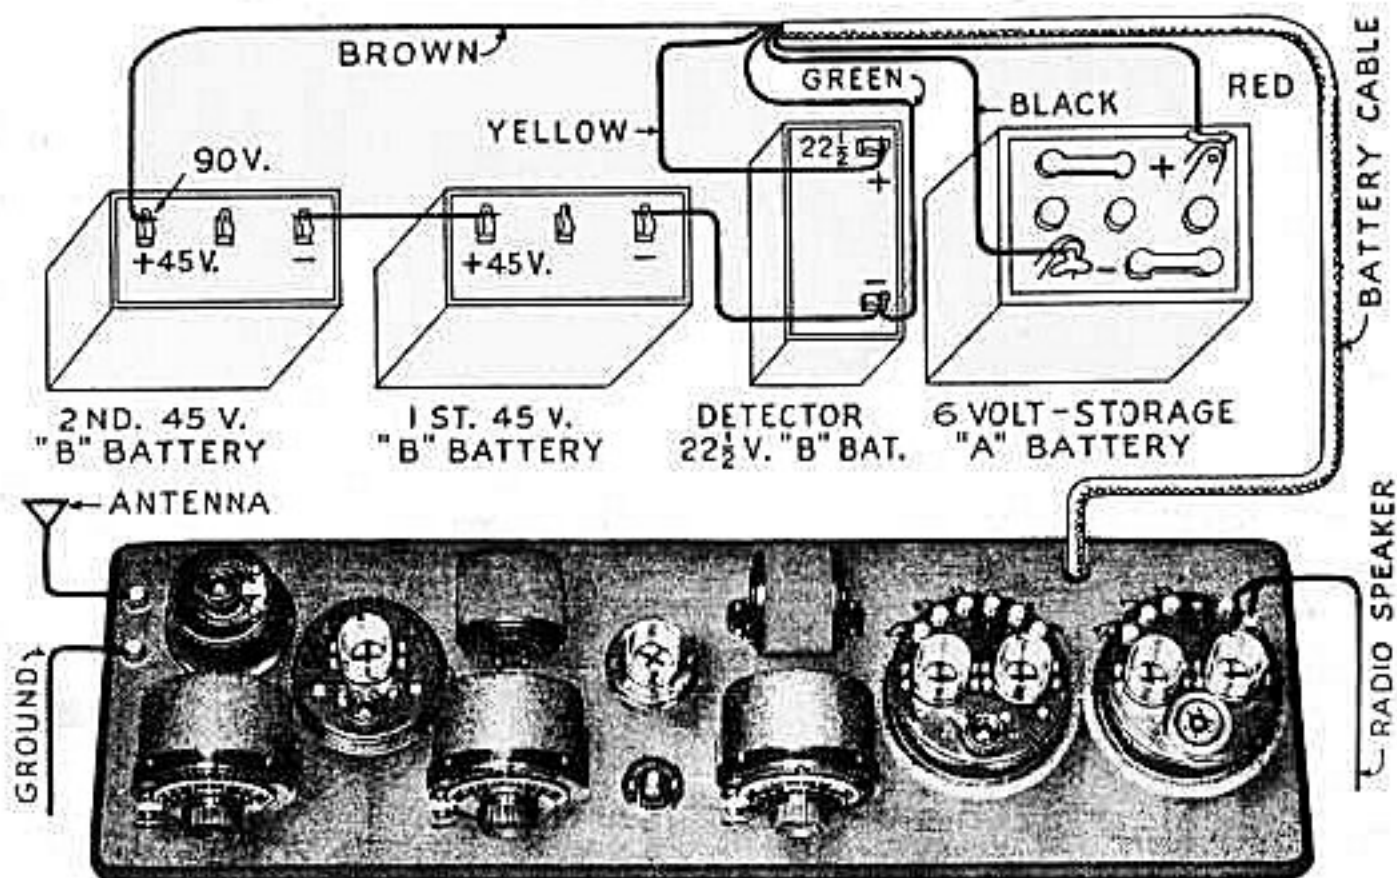 BROWN
GREEN
BLACK
RED
YELLOW
BATTERY CABLE
90 V.
22½
+
+
+45 V.
-
+45 V.
-
-
-
2 ND. 45 V.
"B" BATTERY
1 ST. 45 V.
"B" BATTERY
DETECTOR
22½ V. "B" BAT.
6 VOLT-STORAGE
"A" BATTERY
ANTENNA
GROUND
RADIO SPEAKER